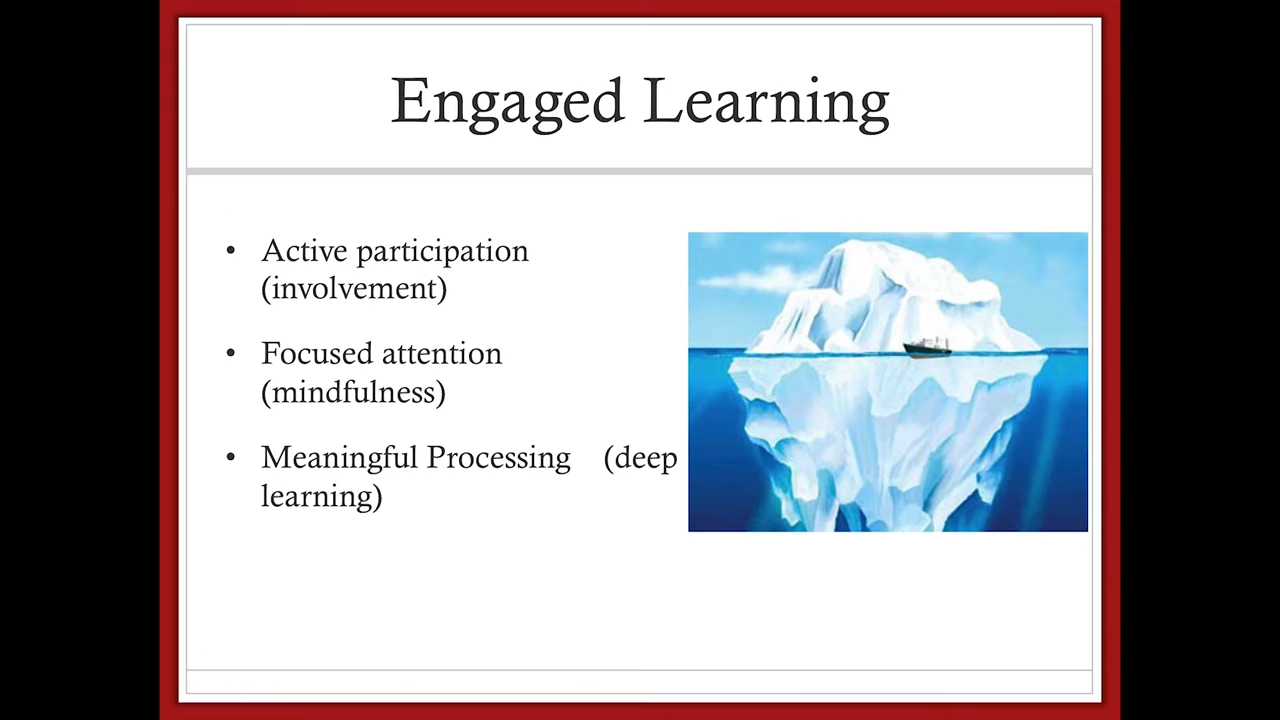 Engaged Learning
• Active participation
(involvement)
• Focused attention
(mindfulness)
• Meaningful Processing (deep
learning)